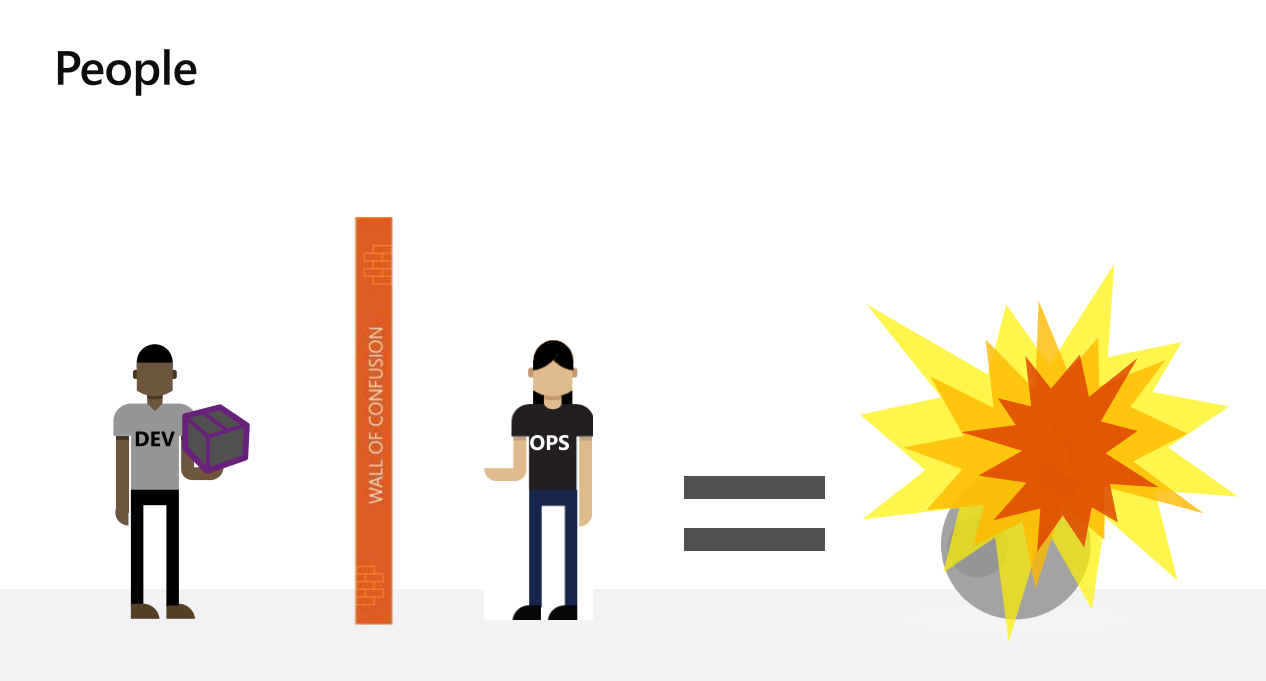 People
DEV
WALL OF CONFUSION
OPS